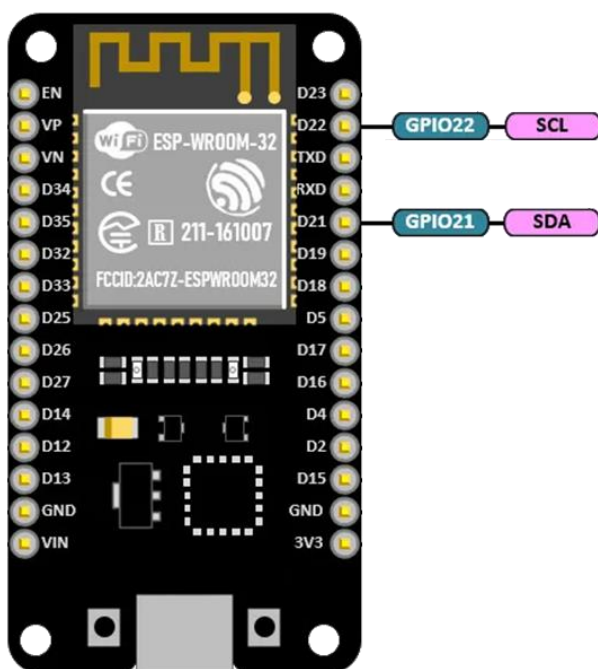 EN
VP
VN
D34
D35
D32
D33
D25
D26
D27
D14
D12
D13
GND
VIN
WiFi ESP-WROOM-32
CE
R 211-161007
FCCID:2AC7Z-ESPWROOM32
D23
D22 GPIO22 SCL
TXD
RXD
D21 GPIO21 SDA
D19
D18
D5
D17
D16
D4
D2
D15
GND
3V3